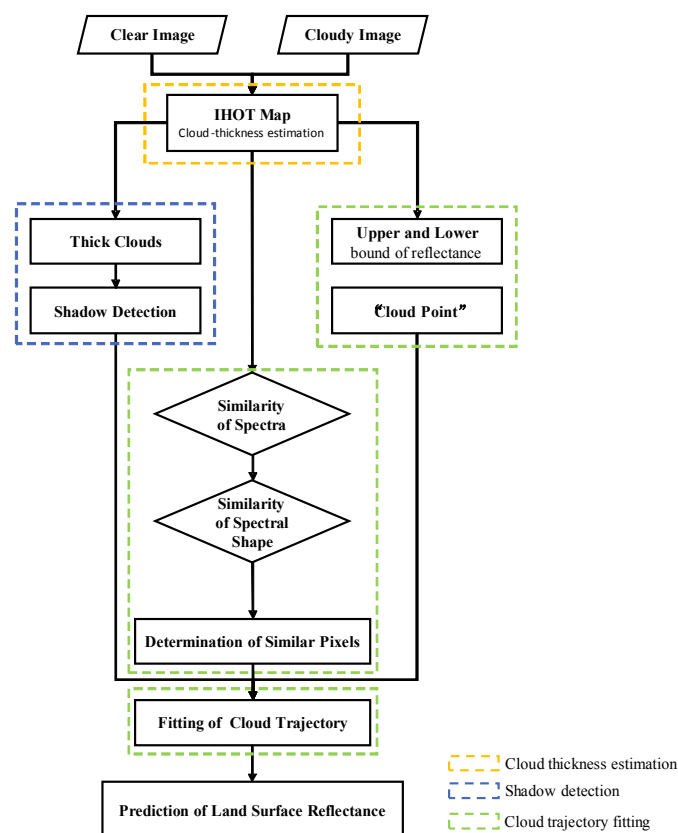 Clear Image
Cloudy Image
IHOT Map
Cloud-thickness estimation
Thick Clouds
Shadow Detection
Upper and Lower
bound of reflectance
“Cloud Point”
Similarity
of Spectra
Similarity
of Spectral
Shape
Determination of Similar Pixels
Fitting of Cloud Trajectory
Prediction of Land Surface Reflectance
Cloud thickness estimation
Shadow detection
Cloud trajectory fitting